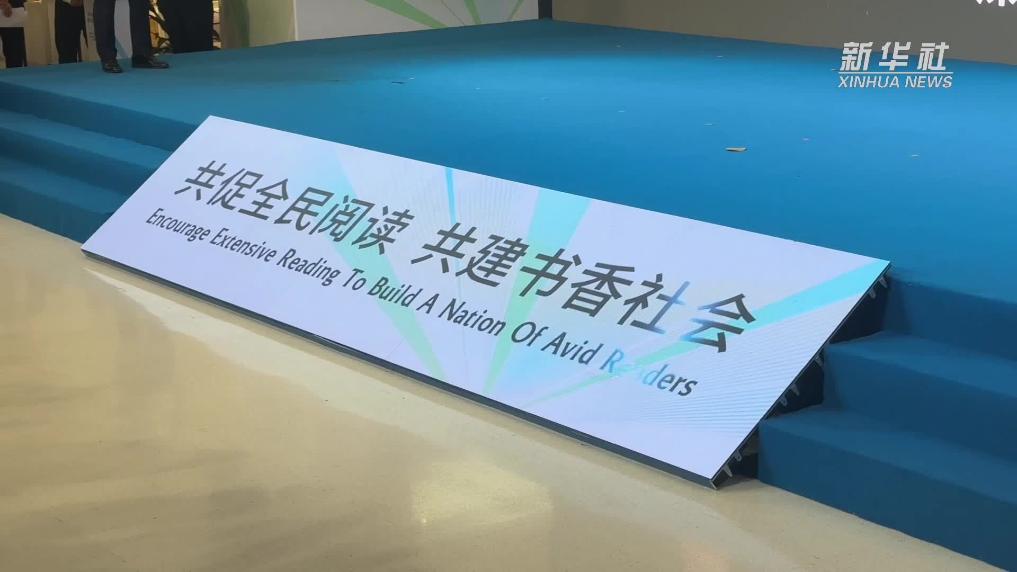 新华社
XINHUA NEWS
共促全民阅读 共建书香社会
Encourage Extensive Reading To Build A Nation Of Avid Readers